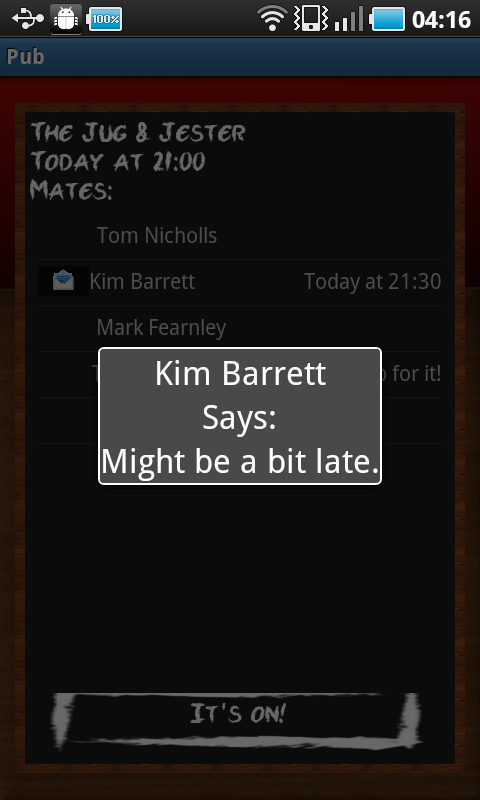 100%
04:16
Pub
The Jug & Jester
Today at 21:00
Mates:
Tom Nicholls
Kim Barrett Today at 21:30
Mark Fearnley
for it!
Kim Barrett
Says:
Might be a bit late.
It's on!